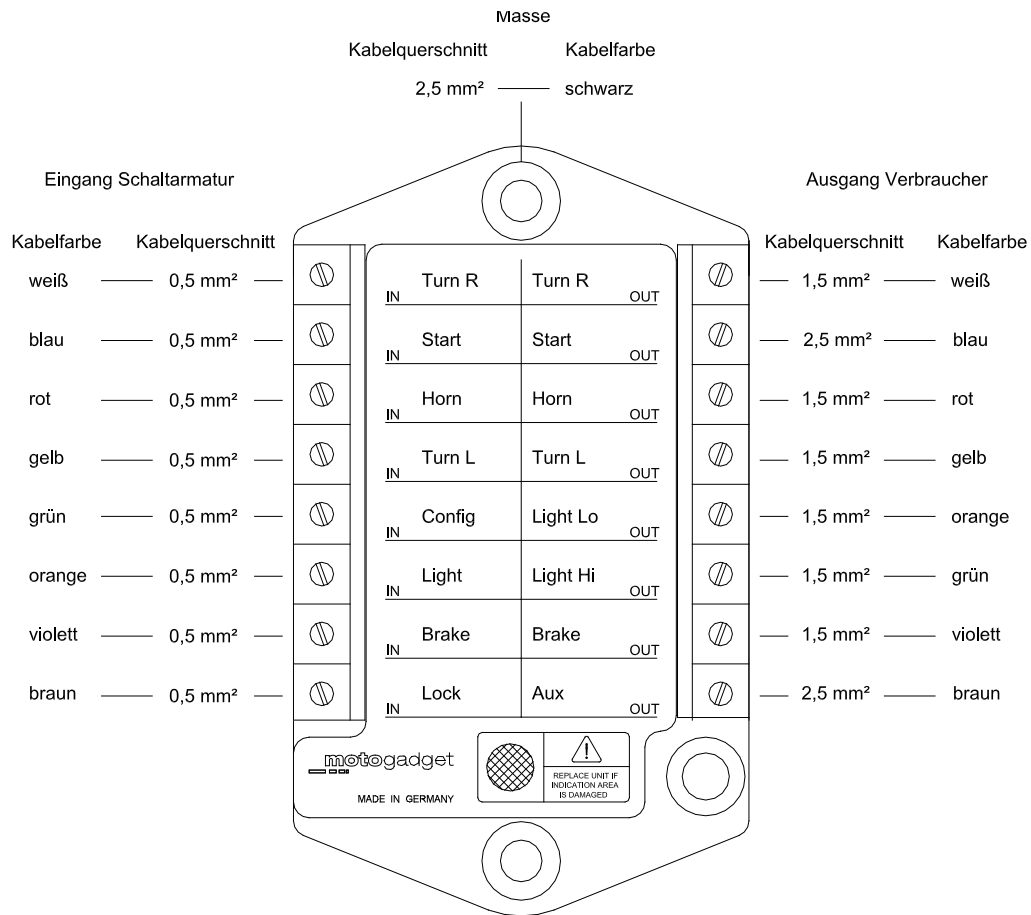 Masse
Kabelquerschnitt Kabelfarbe
2,5 mm² schwarz
Eingang Schaltarmatur Ausgang Verbraucher
Kabelfarbe Kabelquerschnitt Kabelquerschnitt Kabelfarbe
weiß 0,5 mm² IN Turn R Turn R OUT 1,5 mm² weiß
blau 0,5 mm² IN Start Start OUT 2,5 mm² blau
rot 0,5 mm² IN Horn Horn OUT 1,5 mm² rot
gelb 0,5 mm² IN Turn L Turn L OUT 1,5 mm² gelb
grün 0,5 mm² IN Config Light Lo OUT 1,5 mm² orange
orange 0,5 mm² IN Light Light Hi OUT 1,5 mm² grün
violett 0,5 mm² IN Brake Brake OUT 1,5 mm² violett
braun 0,5 mm² IN Lock Aux OUT 2,5 mm² braun
motogadget
MADE IN GERMANY
!
REPLACE UNIT IF
INDICATION AREA
IS DAMAGED